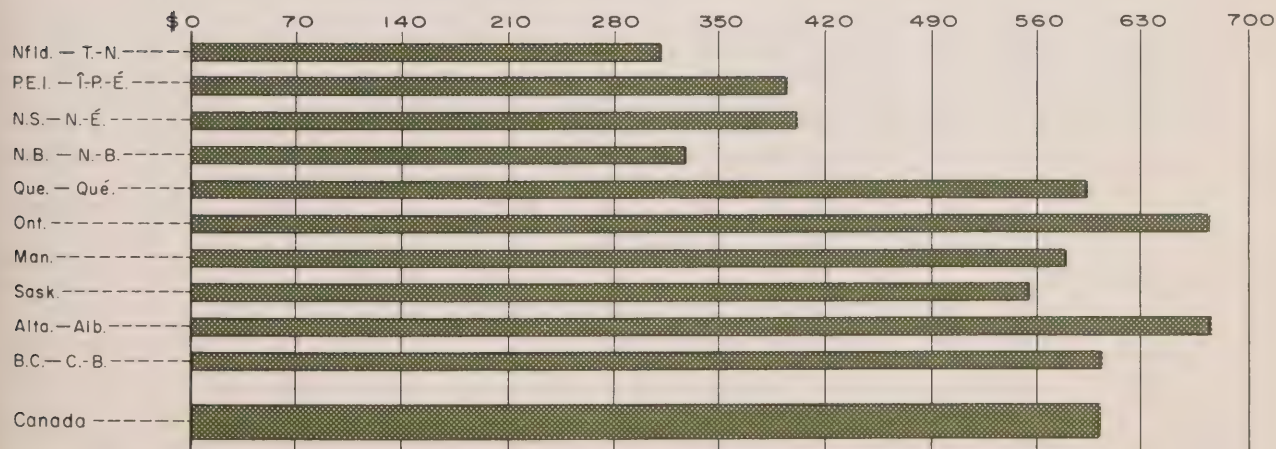 $ 0 70 140 210 280 350 420 490 560 630 700
Nfld. — T.-N.
P.E.I. — Î.-P.-É.
N.S. — N.-É.
N.B. — N.-B.
Que. — Qué.
Ont.
Man.
Sask.
Alta. — Alb.
B.C. — C.-B.
Canada